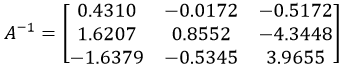 A⁻¹ = [ 0.4310 −0.0172 −0.5172
1.6207 0.8552 −4.3448
−1.6379 −0.5345 3.9655 ]